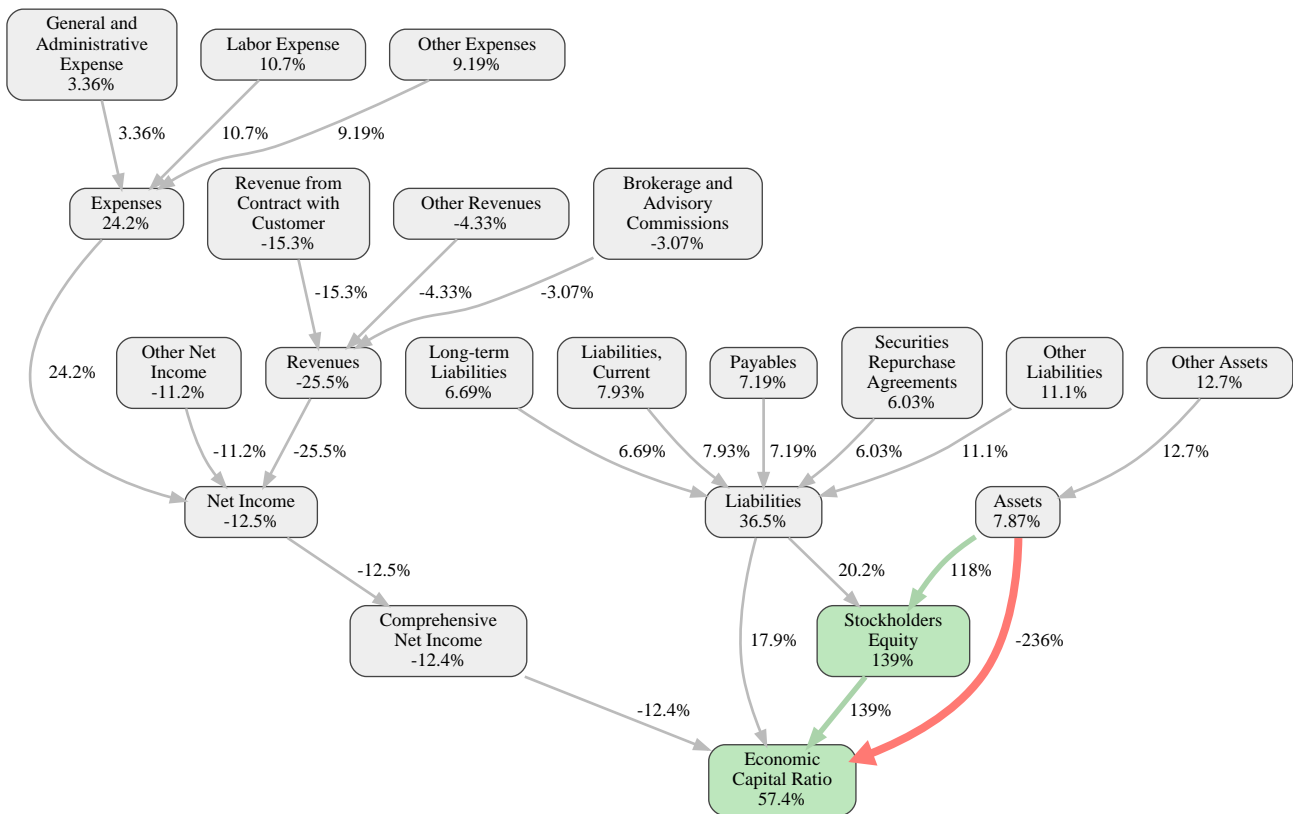 General and
Administrative
Expense
3.36%
Labor Expense
10.7%
Other Expenses
9.19%
3.36%
10.7%
9.19%
Expenses
24.2%
Revenue from
Contract with
Customer
-15.3%
Other Revenues
-4.33%
Brokerage and
Advisory
Commissions
-3.07%
-15.3%
-4.33%
-3.07%
24.2%
Other Net
Income
-11.2%
Revenues
-25.5%
Long-term
Liabilities
6.69%
Liabilities,
Current
7.93%
Payables
7.19%
Securities
Repurchase
Agreements
6.03%
Other
Liabilities
11.1%
Other Assets
12.7%
-11.2%
-25.5%
6.69%
7.93%
7.19%
6.03%
11.1%
12.7%
Net Income
-12.5%
Liabilities
36.5%
Assets
7.87%
-12.5%
20.2%
118%
Comprehensive
Net Income
-12.4%
17.9%
Stockholders
Equity
139%
-236%
-12.4%
139%
Economic
Capital Ratio
57.4%